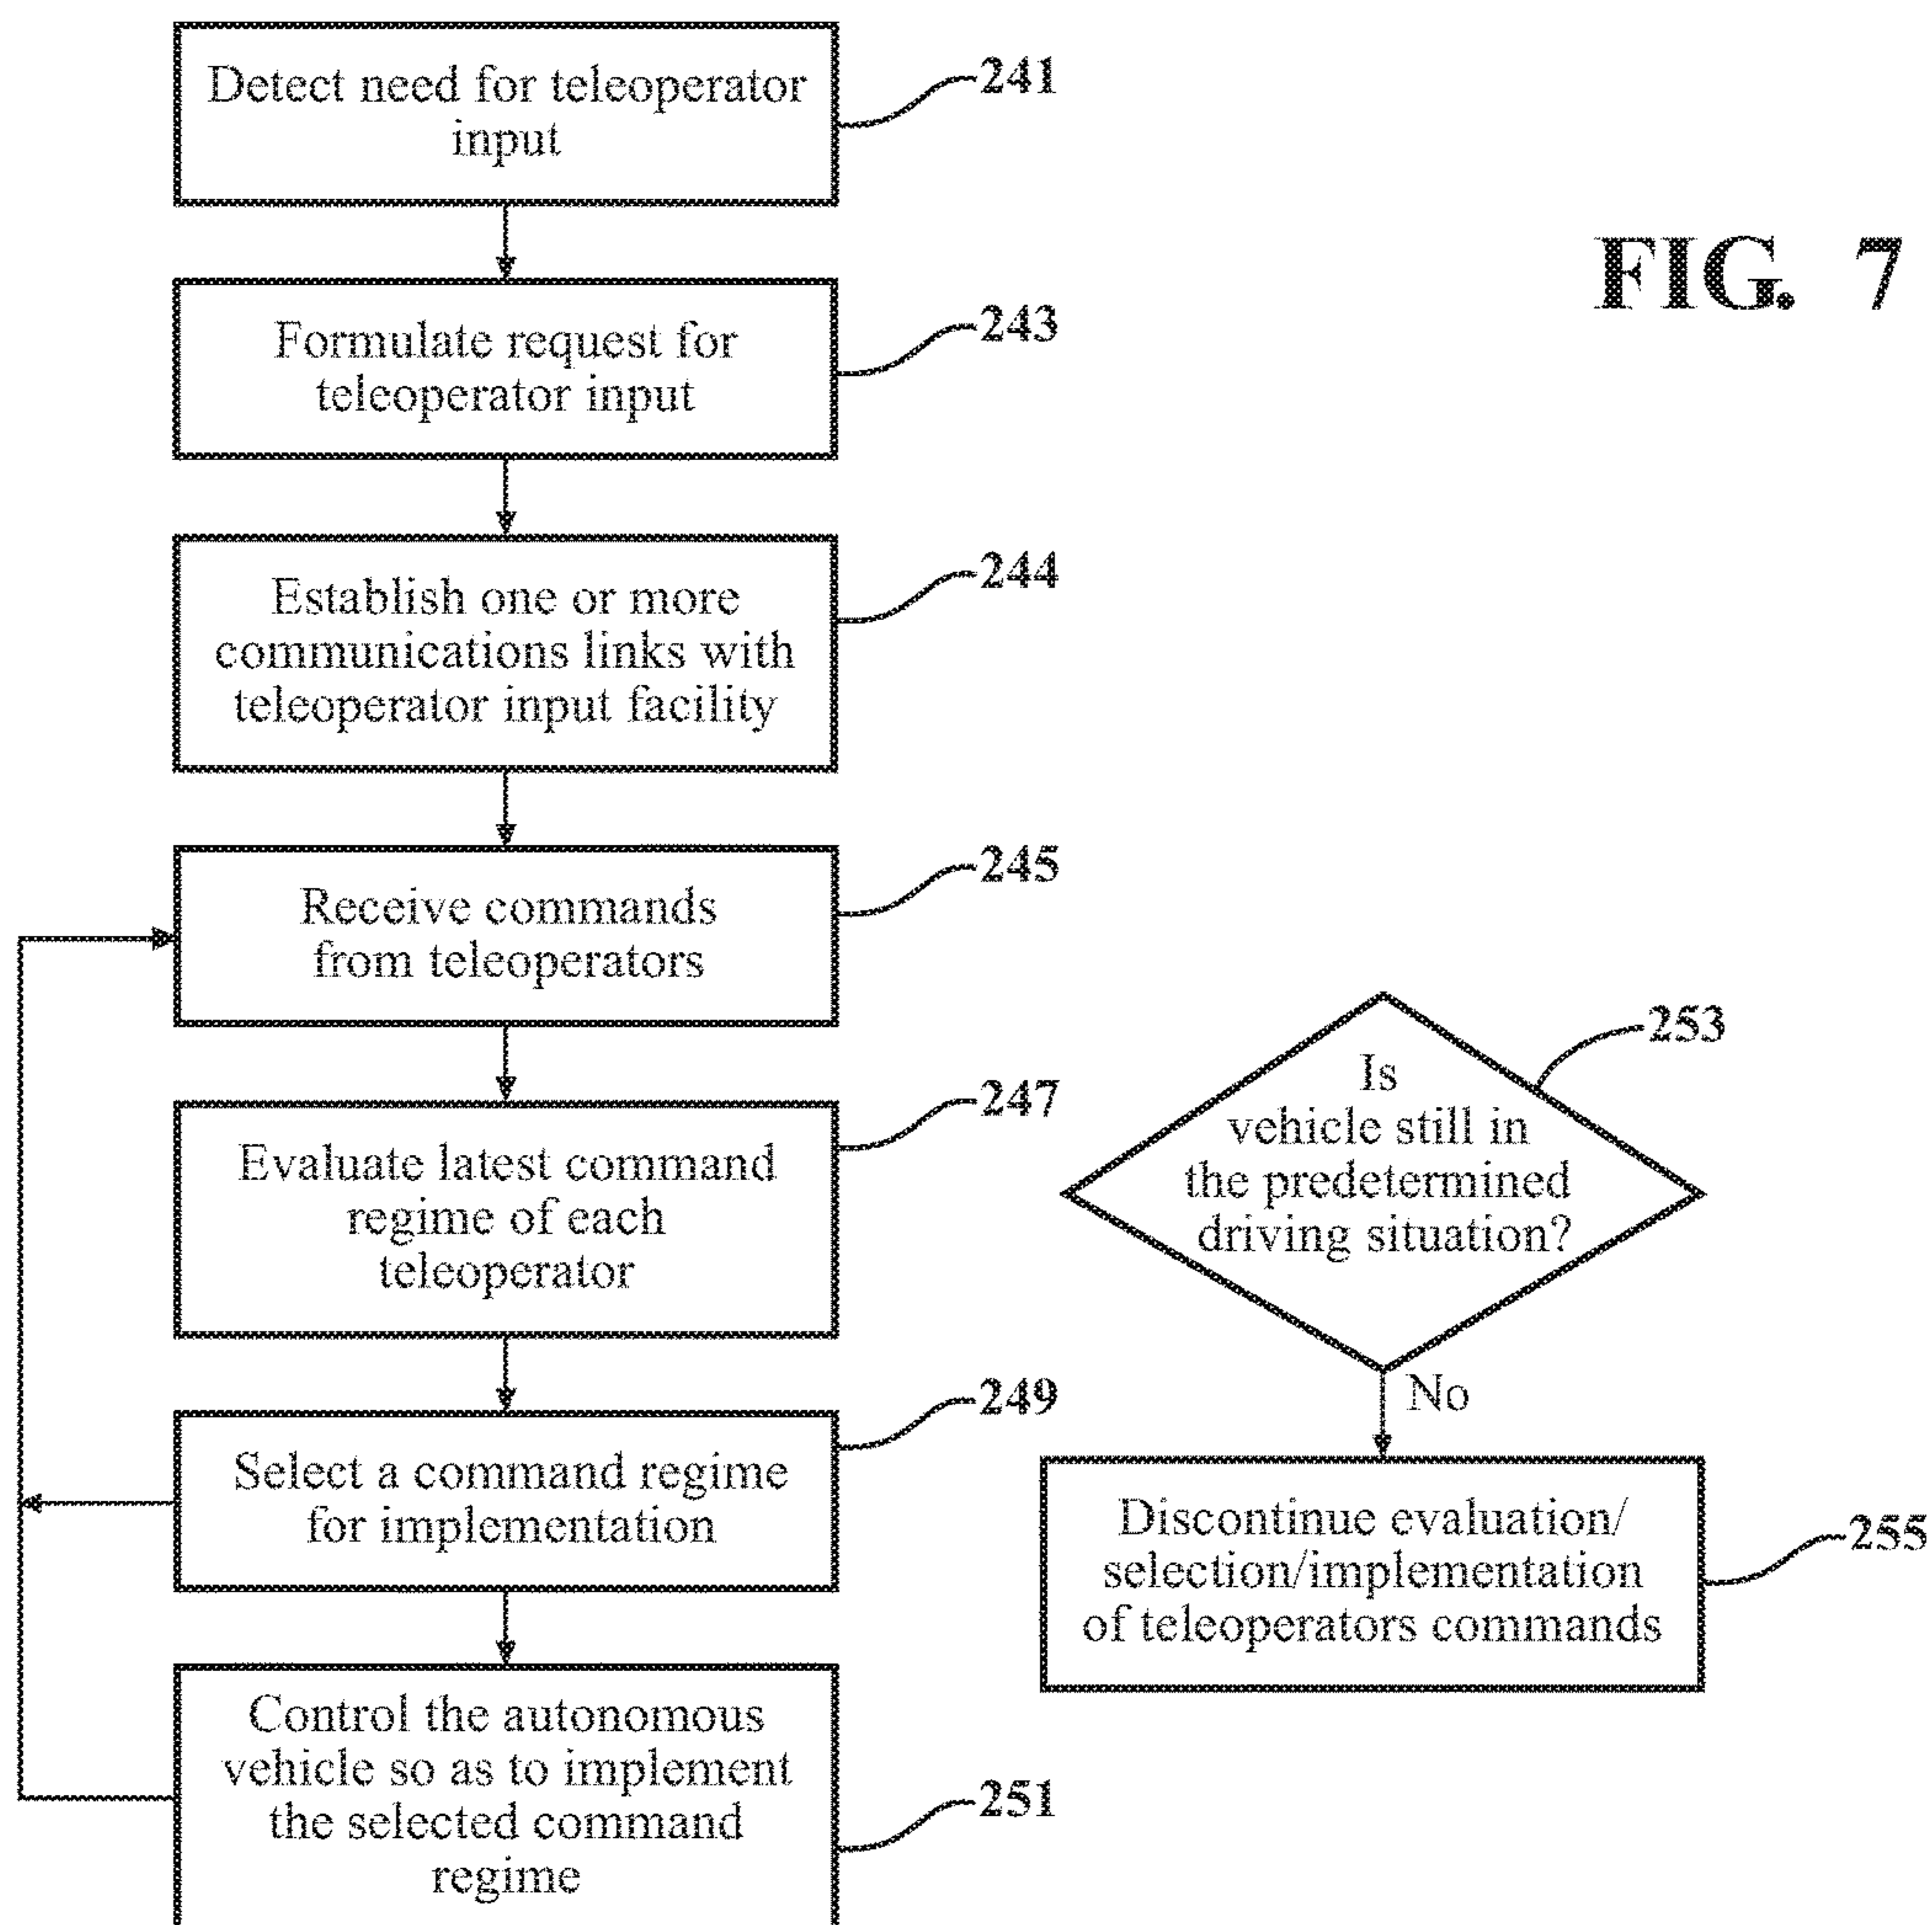 Detect need for teleoperator
input
241
FIG. 7
Formulate request for
teleoperator input
243
Establish one or more
communications links with
teleoperator input facility
244
Receive commands
from teleoperators
245
Evaluate latest command
regime of each
teleoperator
247
Select a command regime
for implementation
249
Control the autonomous
vehicle so as to implement
the selected command
regime
251
Is
vehicle still in
the predetermined
driving situation?
253
No
Discontinue evaluation/
selection/implementation
of teleoperators commands
255